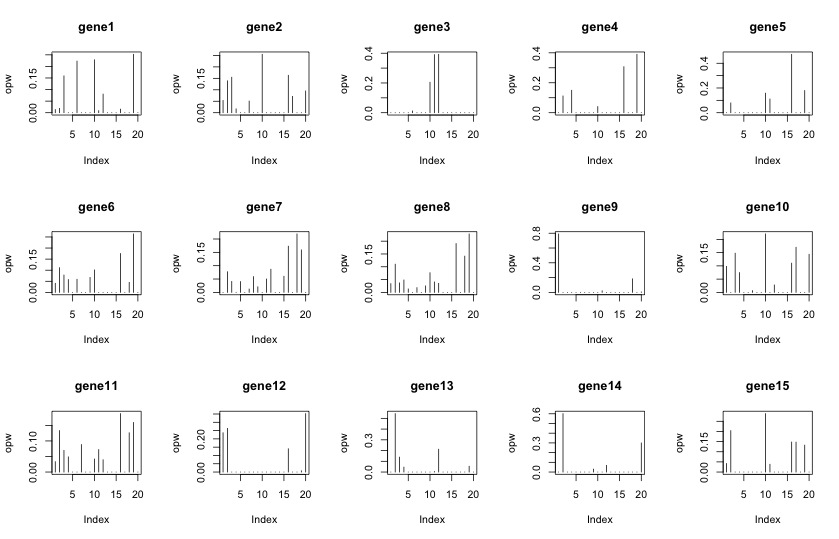 gene1 gene2 gene3 gene4 gene5
opw 0.00 0.15 opw 0.00 0.15 opw 0.0 0.2 0.4 opw 0.0 0.2 0.4 opw 0.0 0.2 0.4
5 10 15 20 5 10 15 20 5 10 15 20 5 10 15 20 5 10 15 20
Index Index Index Index Index
gene6 gene7 gene8 gene9 gene10
opw 0.00 0.15 opw 0.00 0.15 opw 0.00 0.15 opw 0.0 0.4 0.8 opw 0.00 0.15
5 10 15 20 5 10 15 20 5 10 15 20 5 10 15 20 5 10 15 20
Index Index Index Index Index
gene11 gene12 gene13 gene14 gene15
opw 0.00 0.10 opw 0.00 0.20 opw 0.0 0.3 opw 0.0 0.3 0.6 opw 0.00 0.15
5 10 15 20 5 10 15 20 5 10 15 20 5 10 15 20 5 10 15 20
Index Index Index Index Index